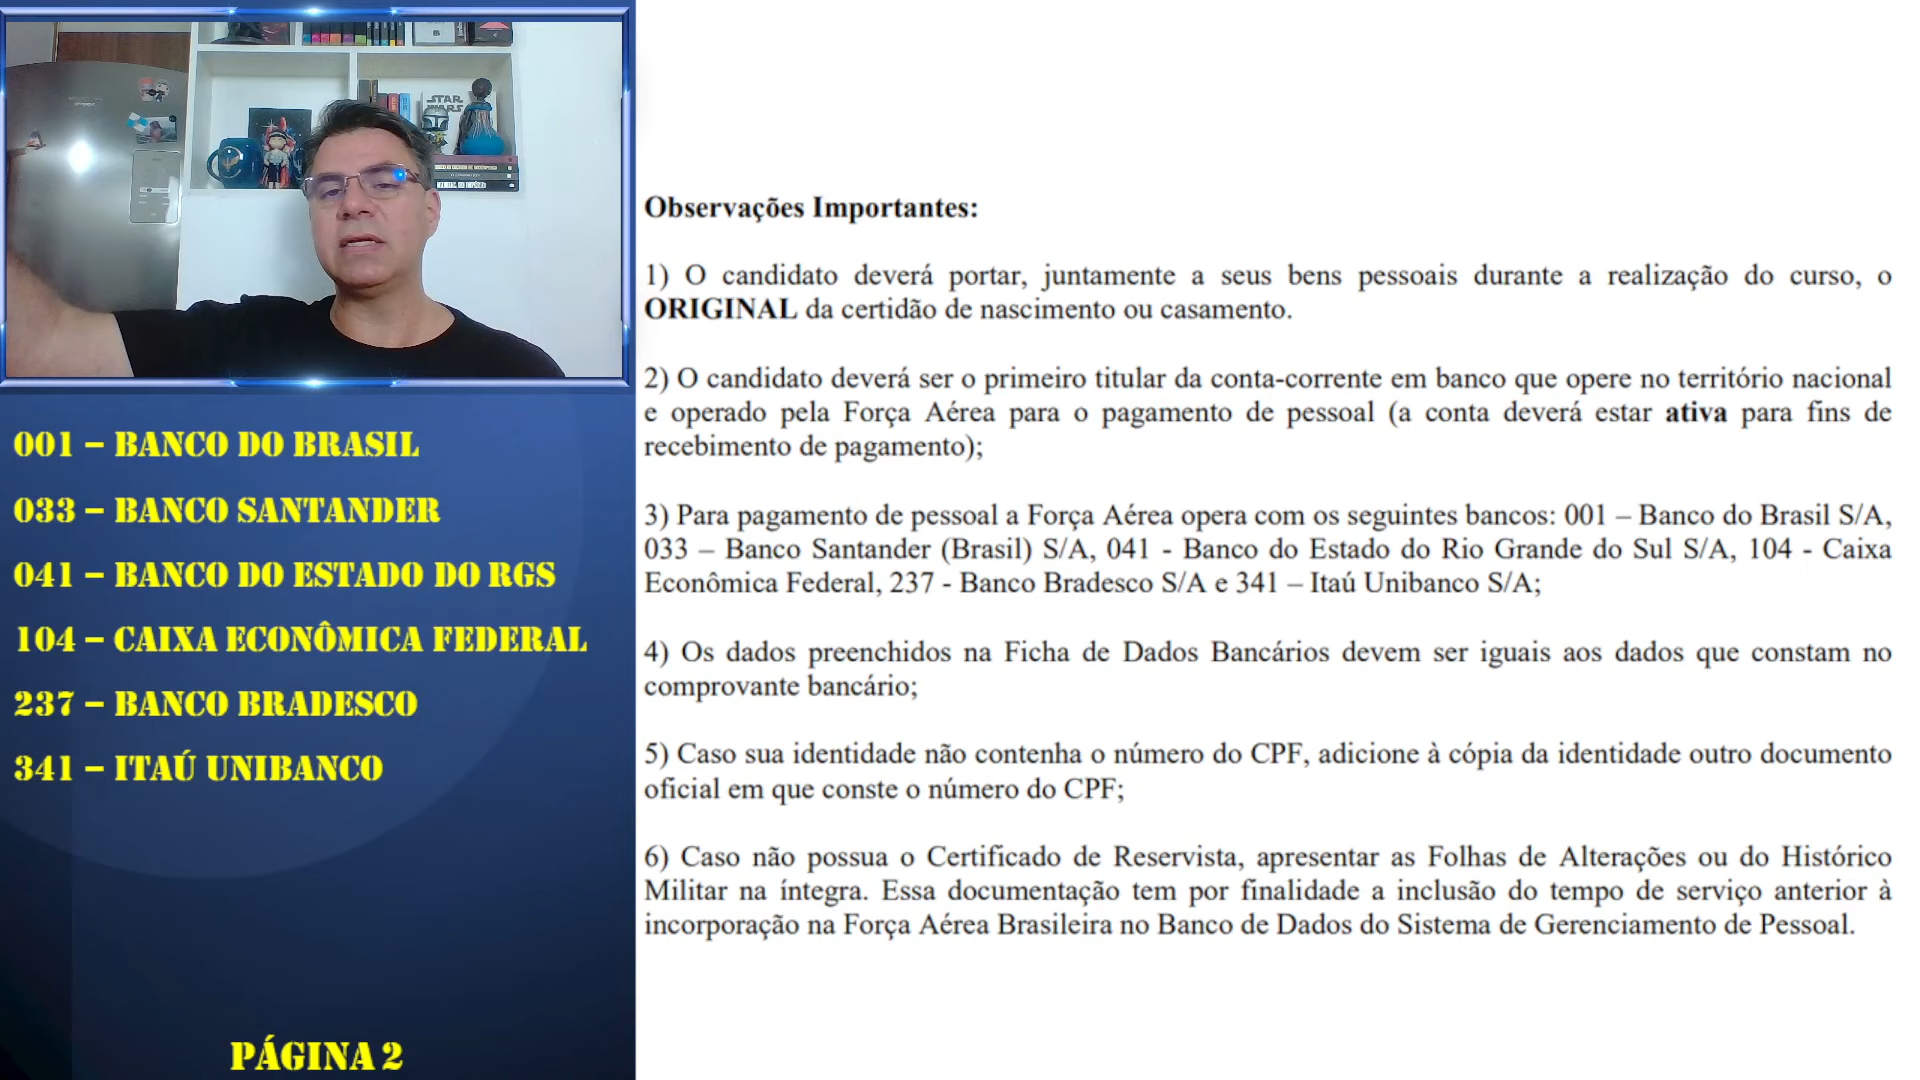 STAR
WARS
001 – BANCO DO BRASIL
033 – BANCO SANTANDER
041 – BANCO DO ESTADO DO RGS
104 – CAIXA ECONÔMICA FEDERAL
237 – BANCO BRADESCO
341 – ITAÚ UNIBANCO
PÁGINA 2
Observações Importantes:
1) O candidato deverá portar, juntamente a seus bens pessoais durante a realização do curso, o
ORIGINAL da certidão de nascimento ou casamento.
2) O candidato deverá ser o primeiro titular da conta-corrente em banco que opere no território nacional
e operado pela Força Aérea para o pagamento de pessoal (a conta deverá estar ativa para fins de
recebimento de pagamento);
3) Para pagamento de pessoal a Força Aérea opera com os seguintes bancos: 001 – Banco do Brasil S/A,
033 – Banco Santander (Brasil) S/A, 041 - Banco do Estado do Rio Grande do Sul S/A, 104 - Caixa
Econômica Federal, 237 - Banco Bradesco S/A e 341 – Itaú Unibanco S/A;
4) Os dados preenchidos na Ficha de Dados Bancários devem ser iguais aos dados que constam no
comprovante bancário;
5) Caso sua identidade não contenha o número do CPF, adicione à cópia da identidade outro documento
oficial em que conste o número do CPF;
6) Caso não possua o Certificado de Reservista, apresentar as Folhas de Alterações ou do Histórico
Militar na íntegra. Essa documentação tem por finalidade a inclusão do tempo de serviço anterior à
incorporação na Força Aérea Brasileira no Banco de Dados do Sistema de Gerenciamento de Pessoal.